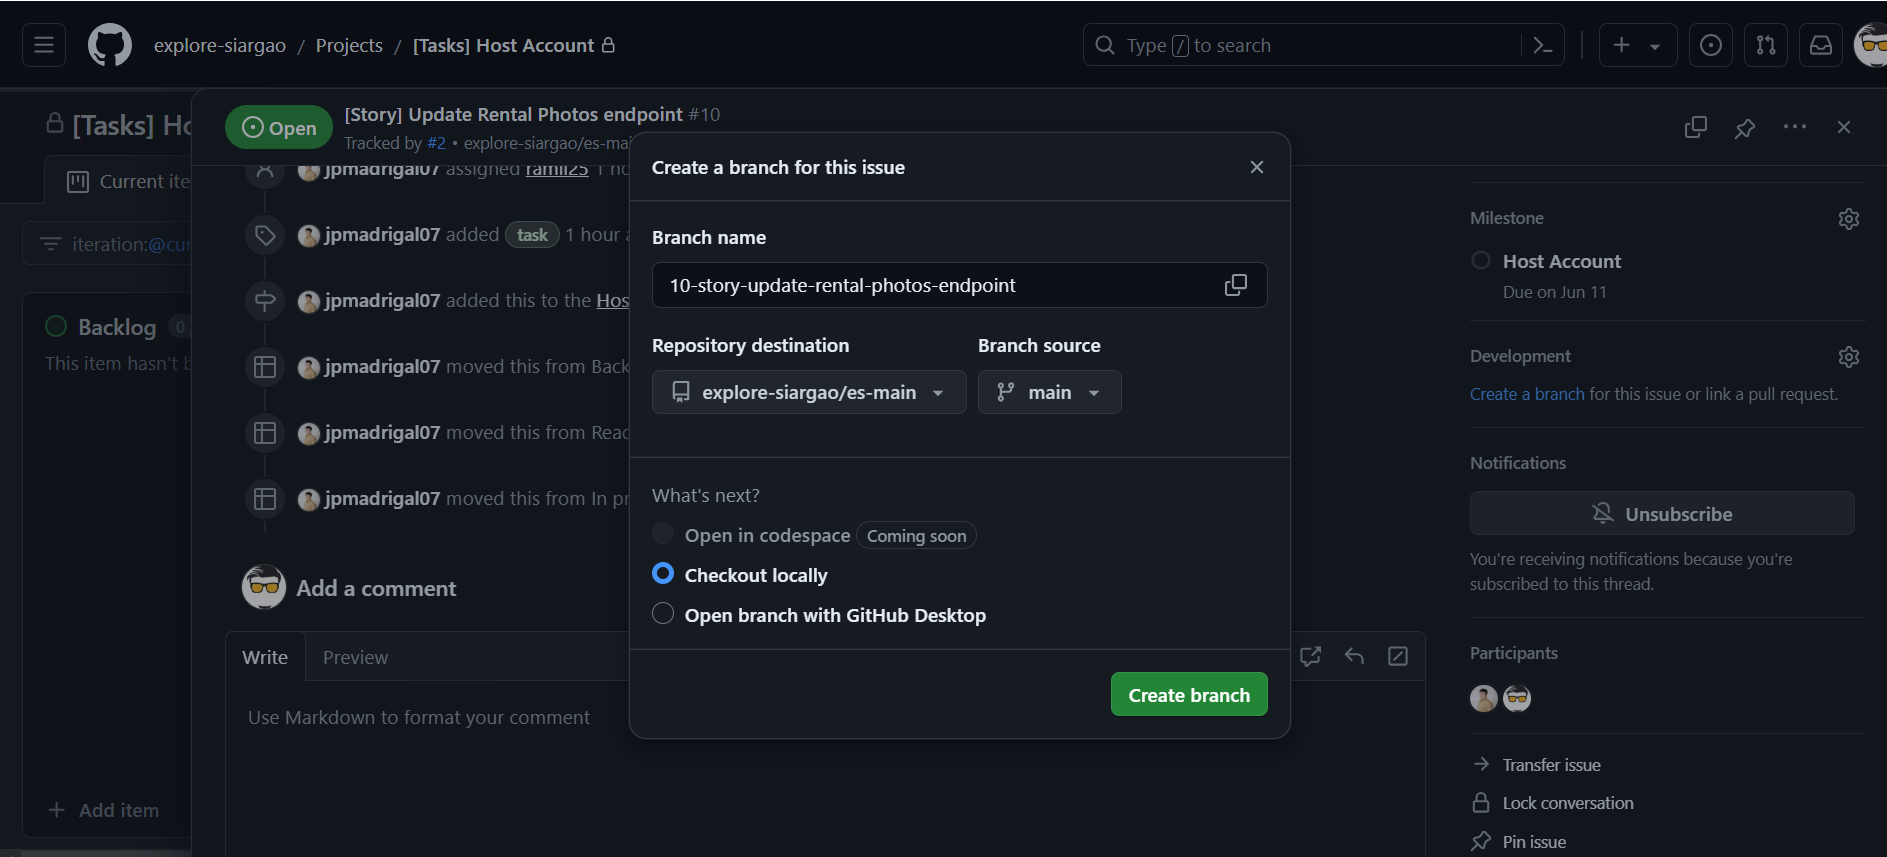 explore-siargao / Projects / [Tasks] Host Account
Type / to search
[Tasks]
Current ite
iteration:@cur
Backlog 0
This item hasn't b
Add item
Open
[Story] Update Rental Photos endpoint #10
Tracked by #2 • explore-siargao/es-mai
jpmadrigal07 assigned ramil25 1 ho
jpmadrigal07 added task 1 hour a
jpmadrigal07 added this to the Hos
jpmadrigal07 moved this from Back
jpmadrigal07 moved this from Reac
jpmadrigal07 moved this from In pr
Add a comment
Write
Preview
Use Markdown to format your comment
Create a branch for this issue
Branch name
10-story-update-rental-photos-endpoint
Repository destination
Branch source
explore-siargao/es-main
main
What's next?
Open in codespace Coming soon
Checkout locally
Open branch with GitHub Desktop
Create branch
Milestone
Host Account
Due on Jun 11
Development
Create a branch for this issue or link a pull request.
Notifications
Unsubscribe
You're receiving notifications because you're
subscribed to this thread.
Participants
Transfer issue
Lock conversation
Pin issue